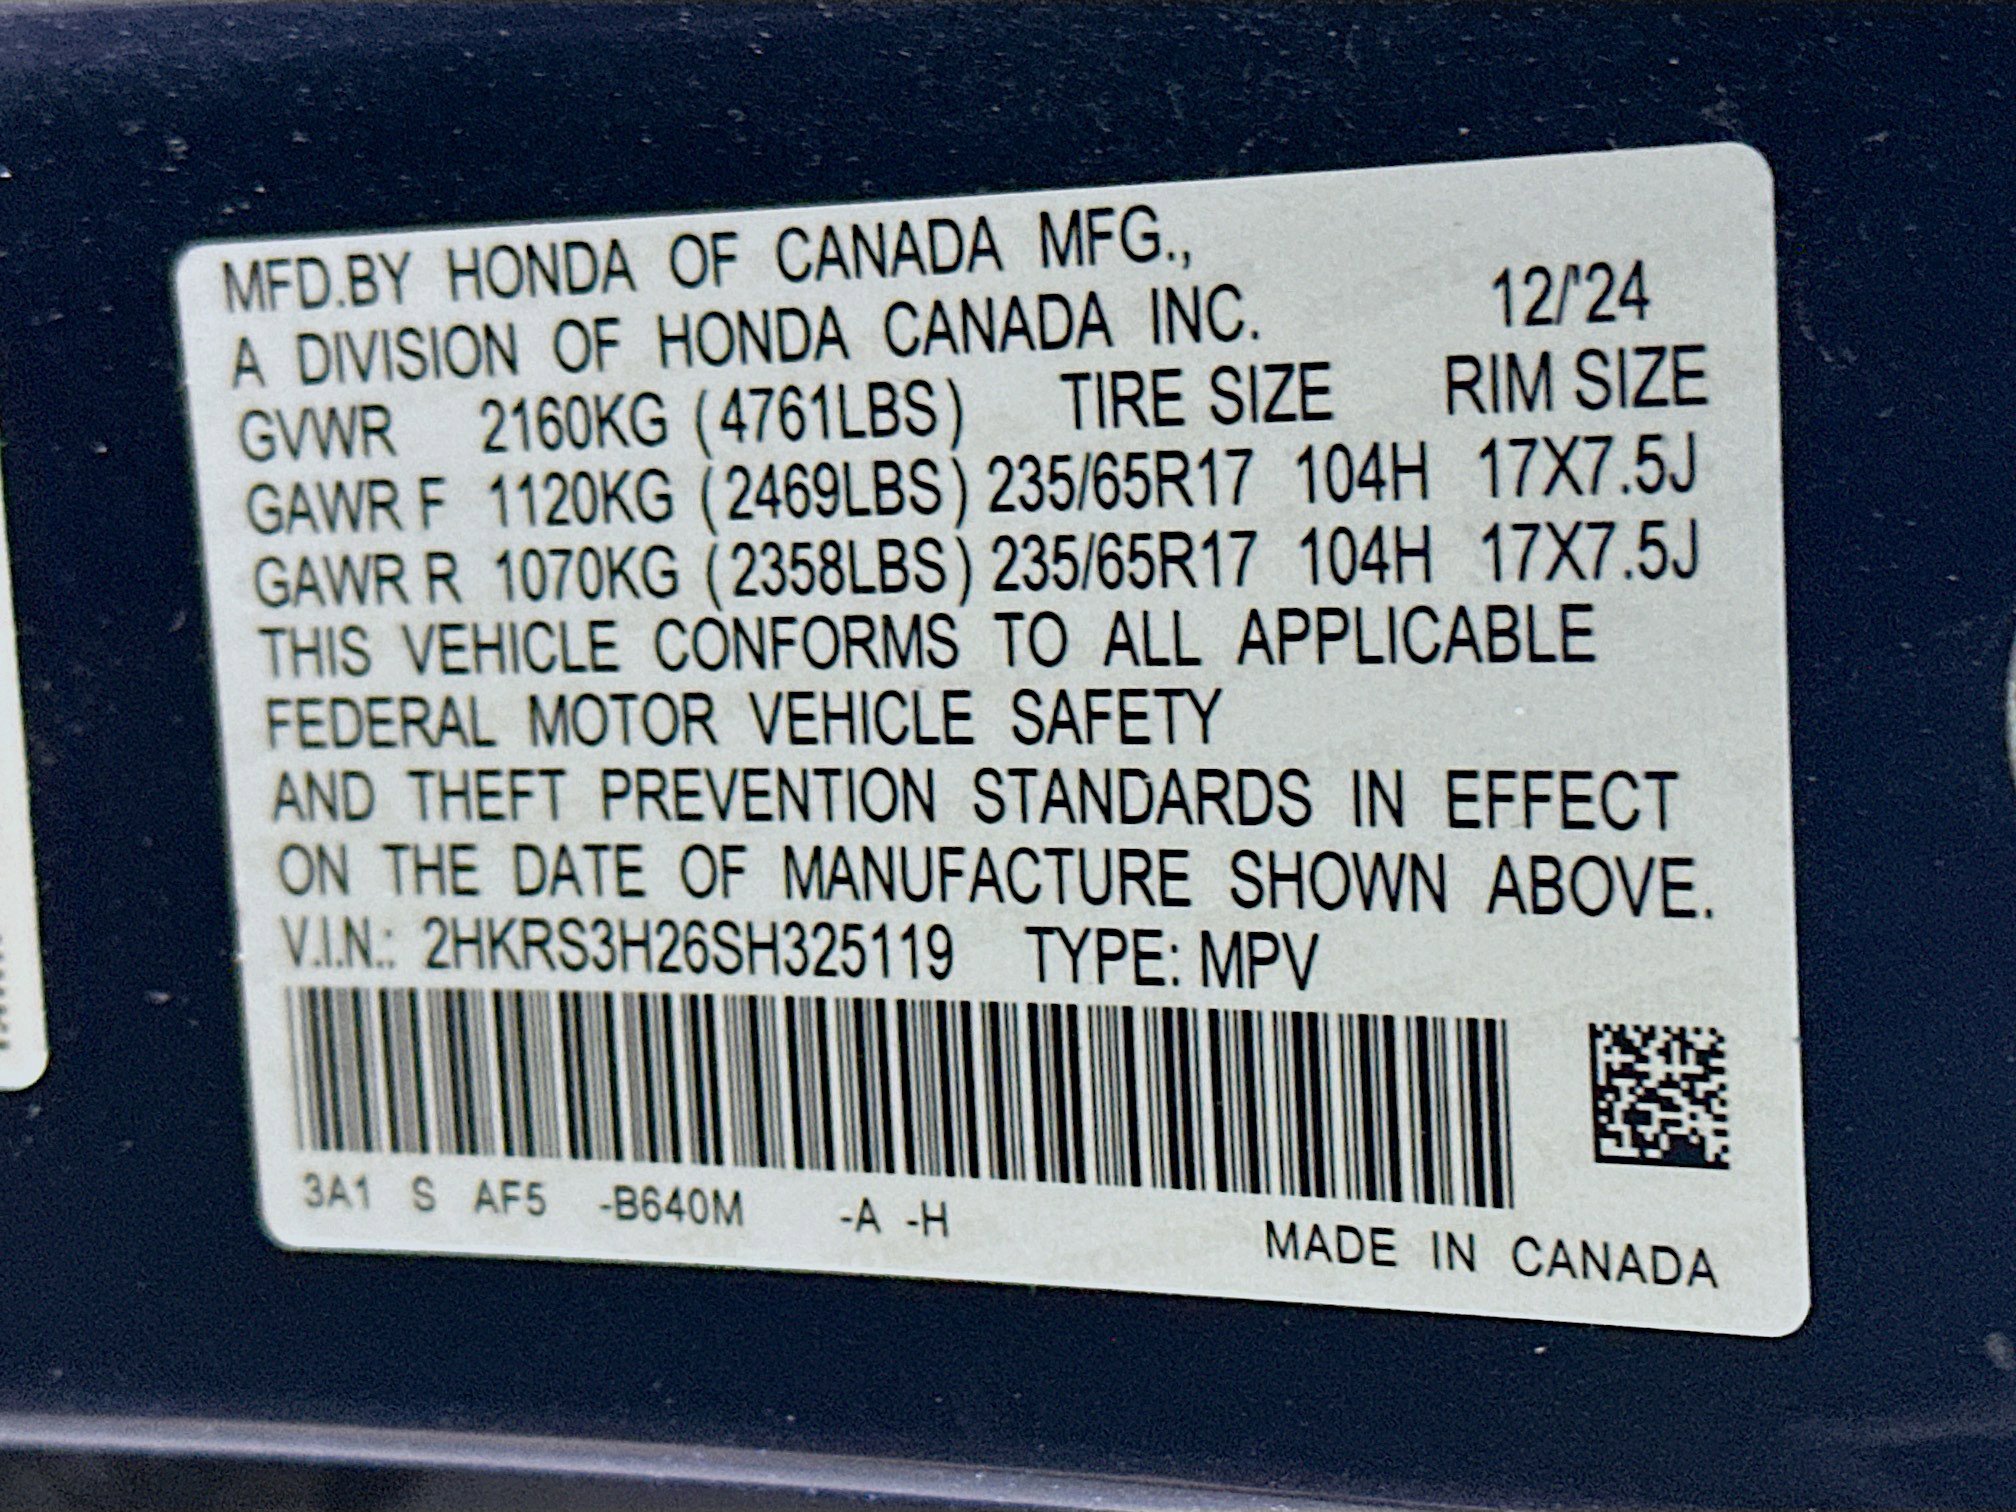 MFD.BY HONDA OF CANADA MFG.,
A DIVISION OF HONDA CANADA INC. 12/'24
GVWR 2160KG (4761LBS) TIRE SIZE RIM SIZE
GAWR F 1120KG (2469LBS) 235/65R17 104H 17X7.5J
GAWR R 1070KG (2358LBS) 235/65R17 104H 17X7.5J
THIS VEHICLE CONFORMS TO ALL APPLICABLE
FEDERAL MOTOR VEHICLE SAFETY
AND THEFT PREVENTION STANDARDS IN EFFECT
ON THE DATE OF MANUFACTURE SHOWN ABOVE.
V.I.N.: 2HKRS3H26SH325119 TYPE: MPV
3A1 S AF5 -B640M -A -H
MADE IN CANADA